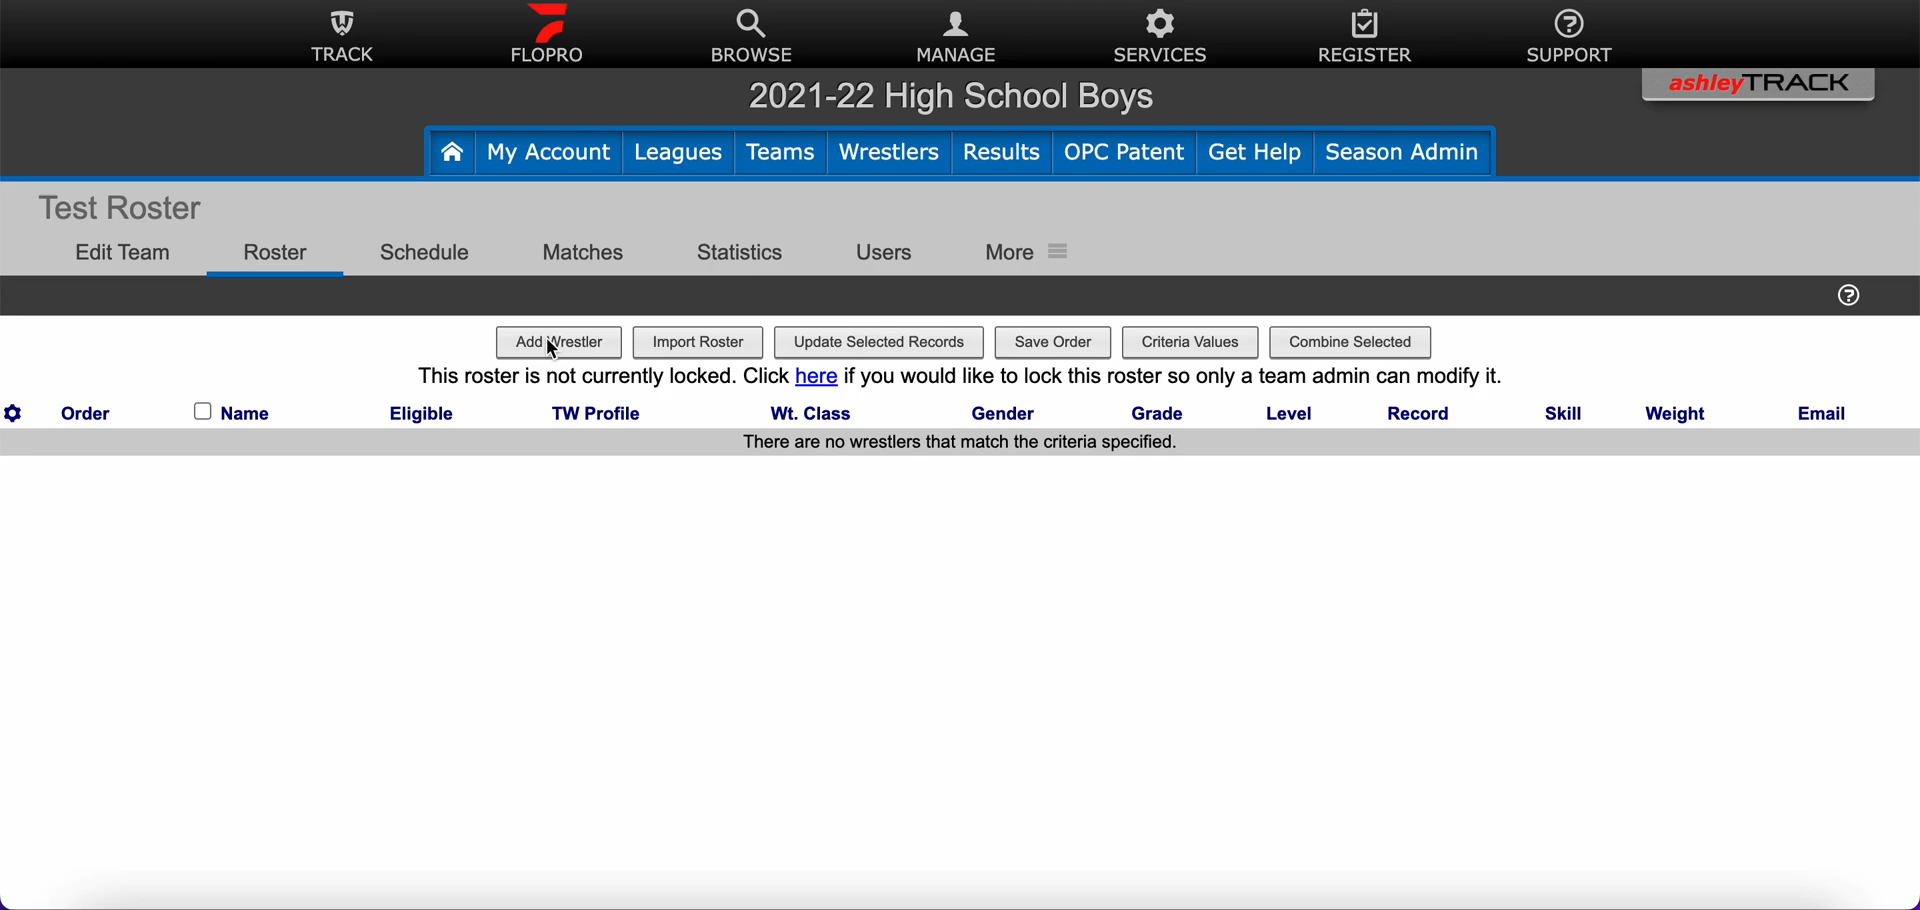 TRACK FLOPRO BROWSE MANAGE SERVICES REGISTER SUPPORT
ashleyTRACK
2021-22 High School Boys
My Account Leagues Teams Wrestlers Results OPC Patent Get Help Season Admin
Test Roster
Edit Team Roster Schedule Matches Statistics Users More
Add Wrestler Import Roster Update Selected Records Save Order Criteria Values Combine Selected
This roster is not currently locked. Click here if you would like to lock this roster so only a team admin can modify it.
Order Name Eligible TW Profile Wt. Class Gender Grade Level Record Skill Weight Email
There are no wrestlers that match the criteria specified.